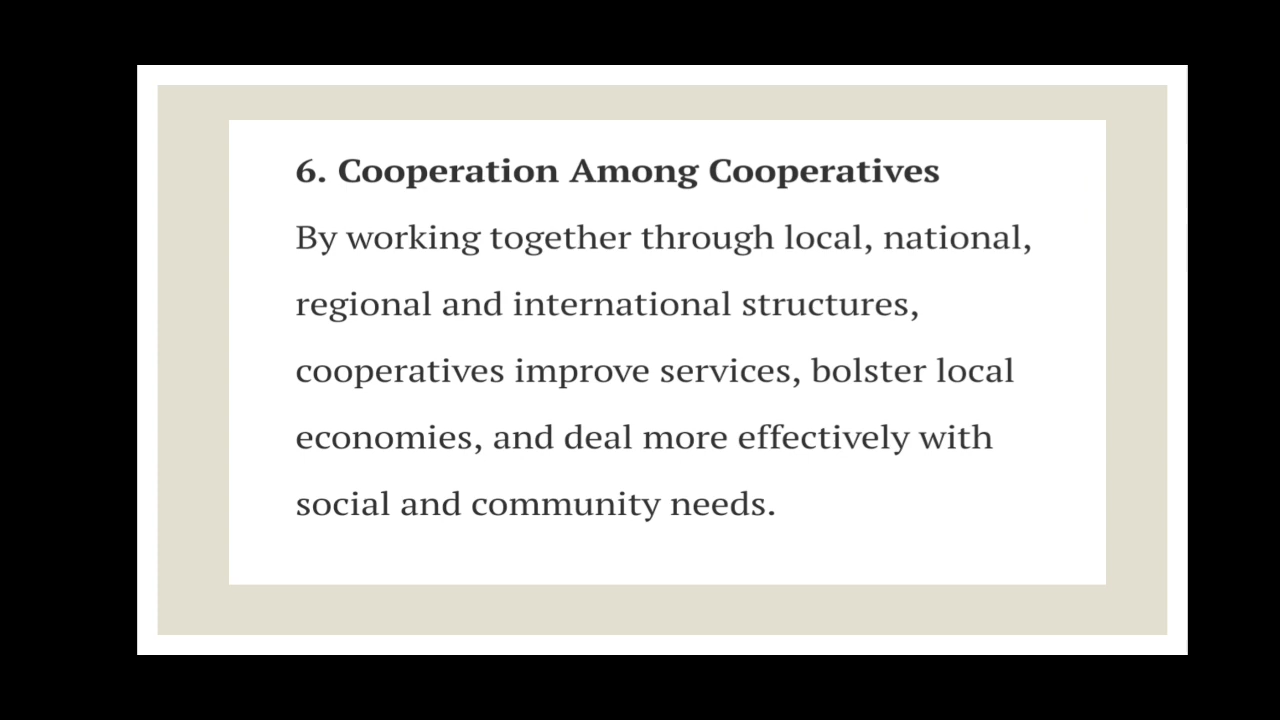 6. Cooperation Among Cooperatives
By working together through local, national,
regional and international structures,
cooperatives improve services, bolster local
economies, and deal more effectively with
social and community needs.